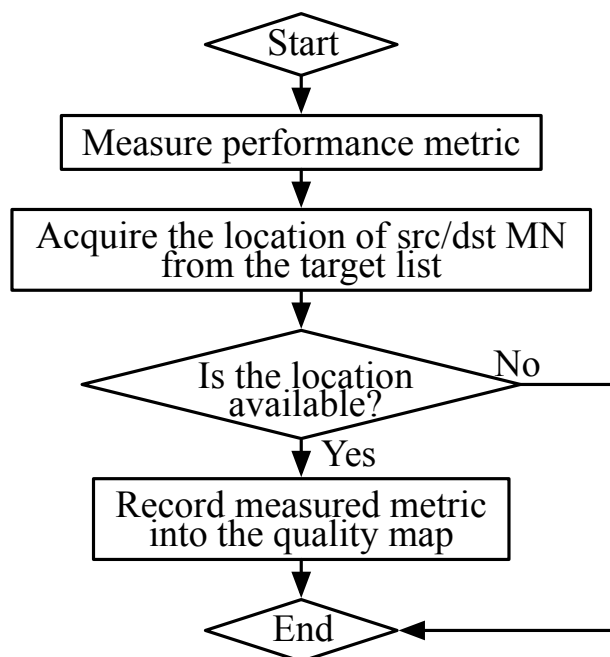 Start
Measure performance metric
Acquire the location of src/dst MN
from the target list
Is the location
available?
No
Yes
Record measured metric
into the quality map
End